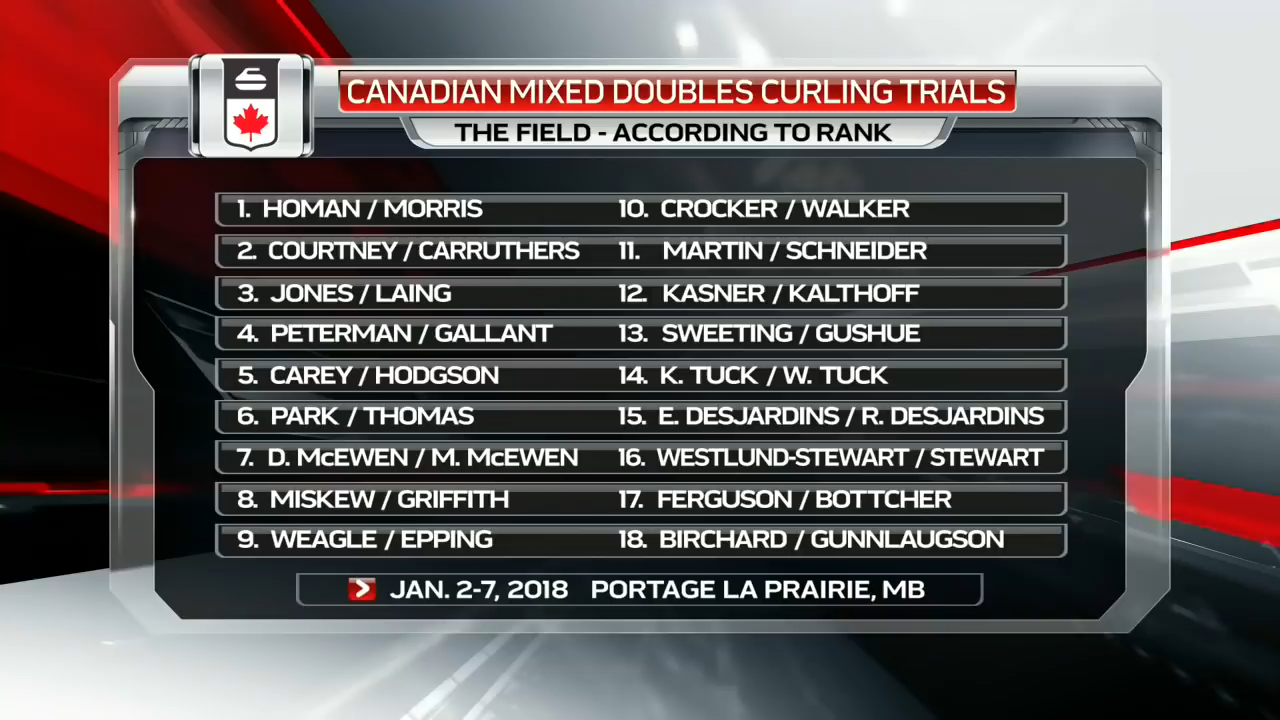 CANADIAN MIXED DOUBLES CURLING TRIALS
THE FIELD - ACCORDING TO RANK
1. HOMAN / MORRIS
2. COURTNEY / CARRUTHERS
3. JONES / LAING
4. PETERMAN / GALLANT
5. CAREY / HODGSON
6. PARK / THOMAS
7. D. McEWEN / M. McEWEN
8. MISKEW / GRIFFITH
9. WEAGLE / EPPING
10. CROCKER / WALKER
11. MARTIN / SCHNEIDER
12. KASNER / KALTHOFF
13. SWEETING / GUSHUE
14. K. TUCK / W. TUCK
15. E. DESJARDINS / R. DESJARDINS
16. WESTLUND-STEWART / STEWART
17. FERGUSON / BOTTCHER
18. BIRCHARD / GUNNLAUGSON
JAN. 2-7, 2018 PORTAGE LA PRAIRIE, MB